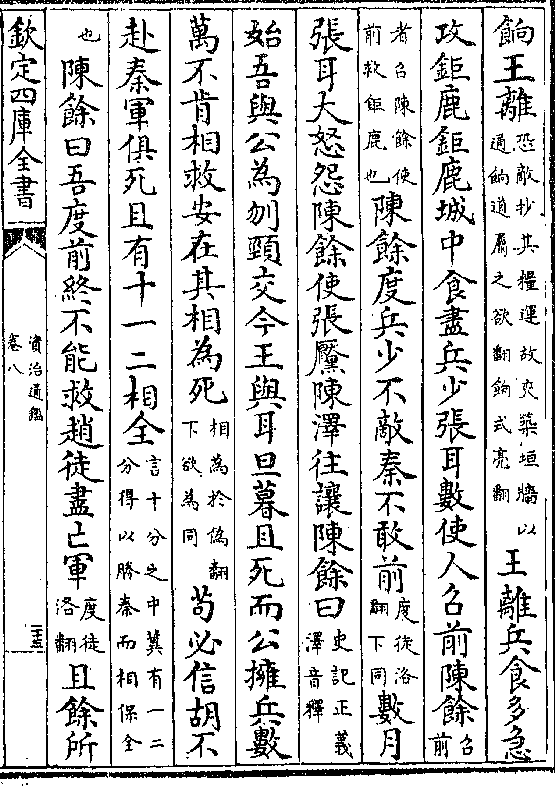 餉王離恐敵抄其糧運故夾築垣牆以通餉道屬之欲翻餉式亮翻王離兵食多急
攻鉅鹿鉅鹿城中食盡兵少張耳數使人召前陳餘召前
者召陳餘使前救鉅鹿也陳餘度兵少不敵秦不敢前度徒洛翻下同數月
張耳大怒怨陳餘使張黶陳澤往讓陳餘曰史記正義澤音釋
始吾與公為刎頸交今王與耳旦暮且死而公擁兵數
萬不肯相救安在其相為死相為於偽翻下欲為同苟必信胡不
赴秦軍俱死且有十一二相全言十分之中冀有一二分得以勝秦而相保全
也陳餘曰吾度前終不能救趙徒盡亡軍度徒洛翻且餘所
欽定四庫全書
資治通鑑
卷八
二十五